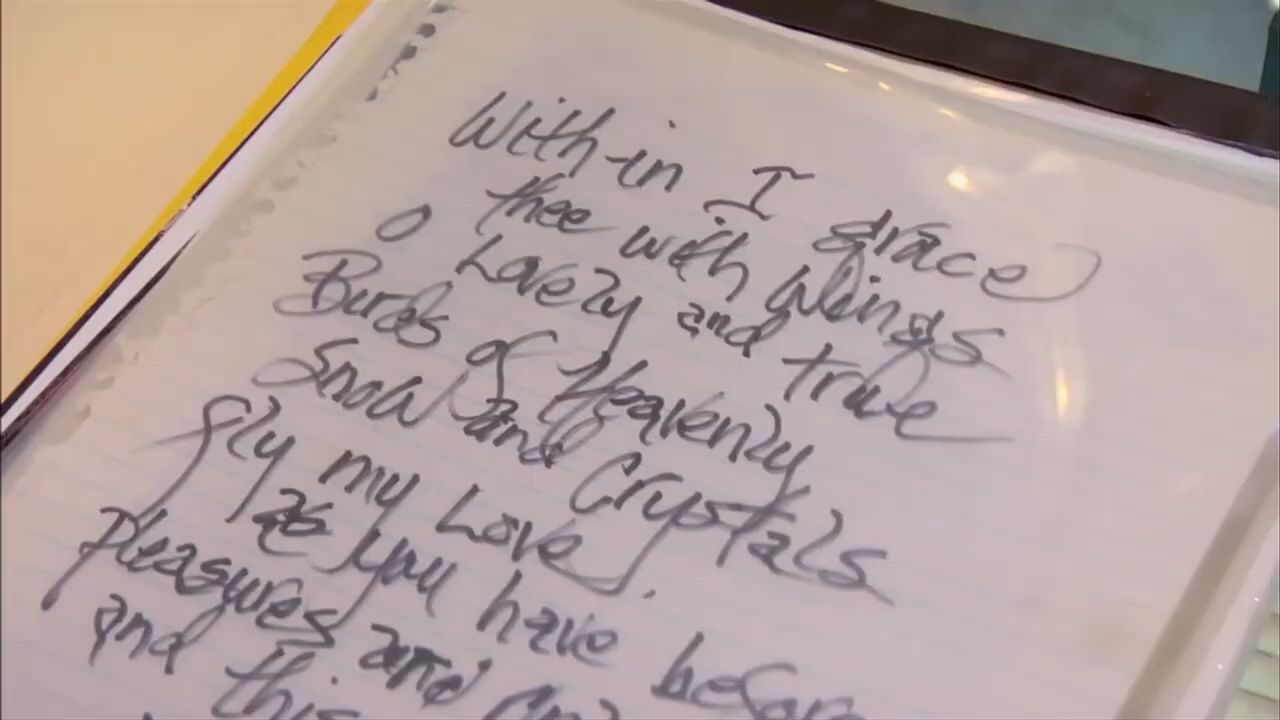 With-in I grace
thee with Wings
O Lovely and true
Birds of Heavenly
Snow and Crystals
fly my Love,
as you have before
Pleasures and
and this